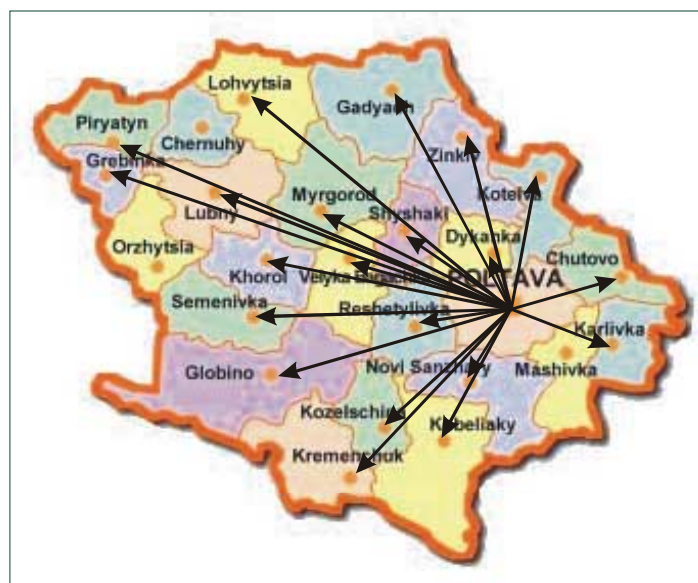 Lohvytsia
Gadyach
Piryatyn
Chernuhy
Zinkiv
Grebinka
Lubny
Myrgorod
Kotelva
Shyshaki
Dykanka
Orzhytsia
Chutovo
Khorol
Velyka
POLTAVA
Semenivka
Reshetylivka
Karlivka
Globino
Novi Sanzhary
Mashivka
Kozelschina
Kobeliaky
Kremenchuk